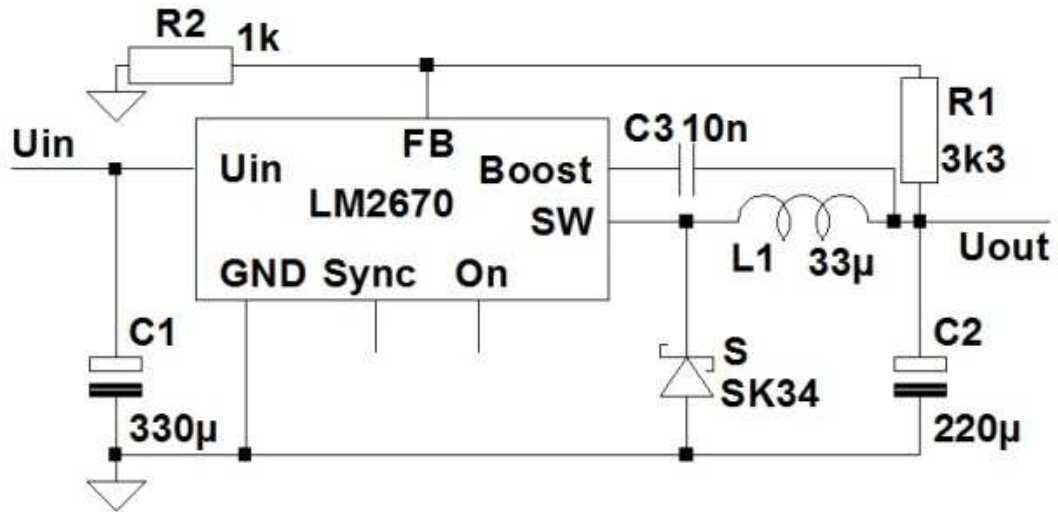 R2 1k
R1
3k3
Uin
FB
C3 10n
Uin
Boost
LM2670
SW
L1 33µ
Uout
GND Sync On
C1
330µ
S
SK34
C2
220µ